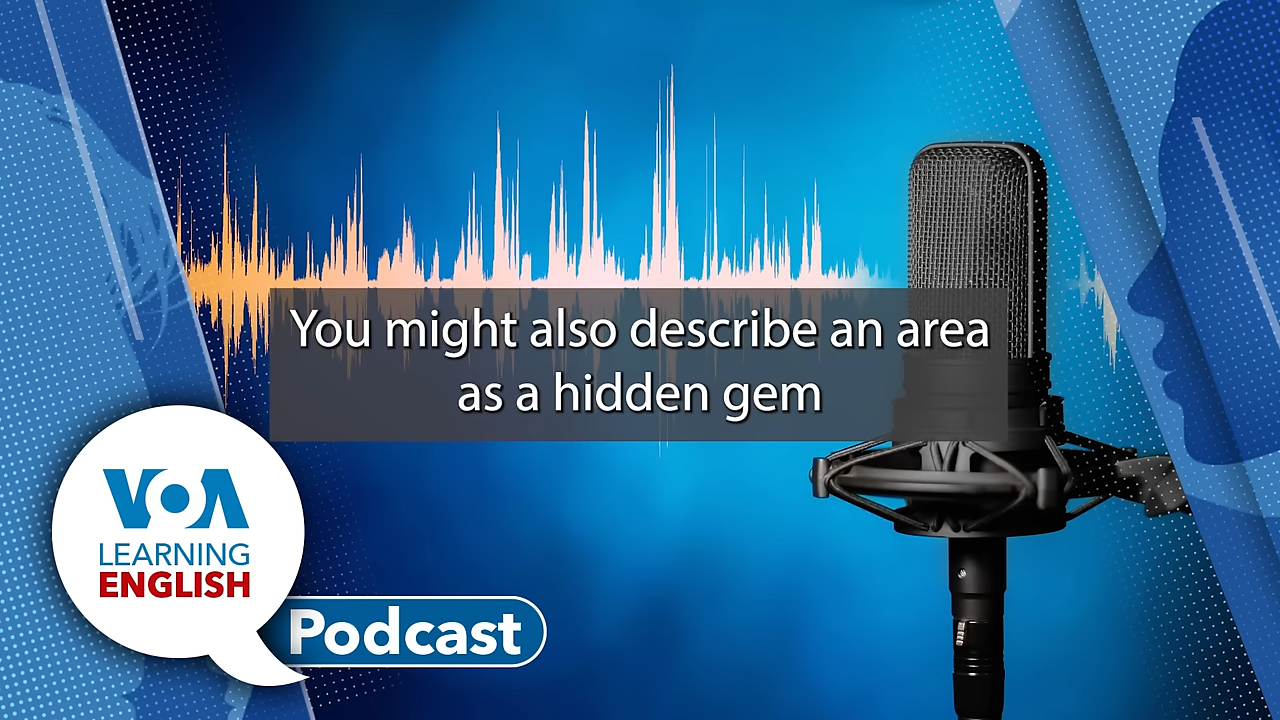 You might also describe an area
as a hidden gem
VOA
LEARNING
ENGLISH
Podcast